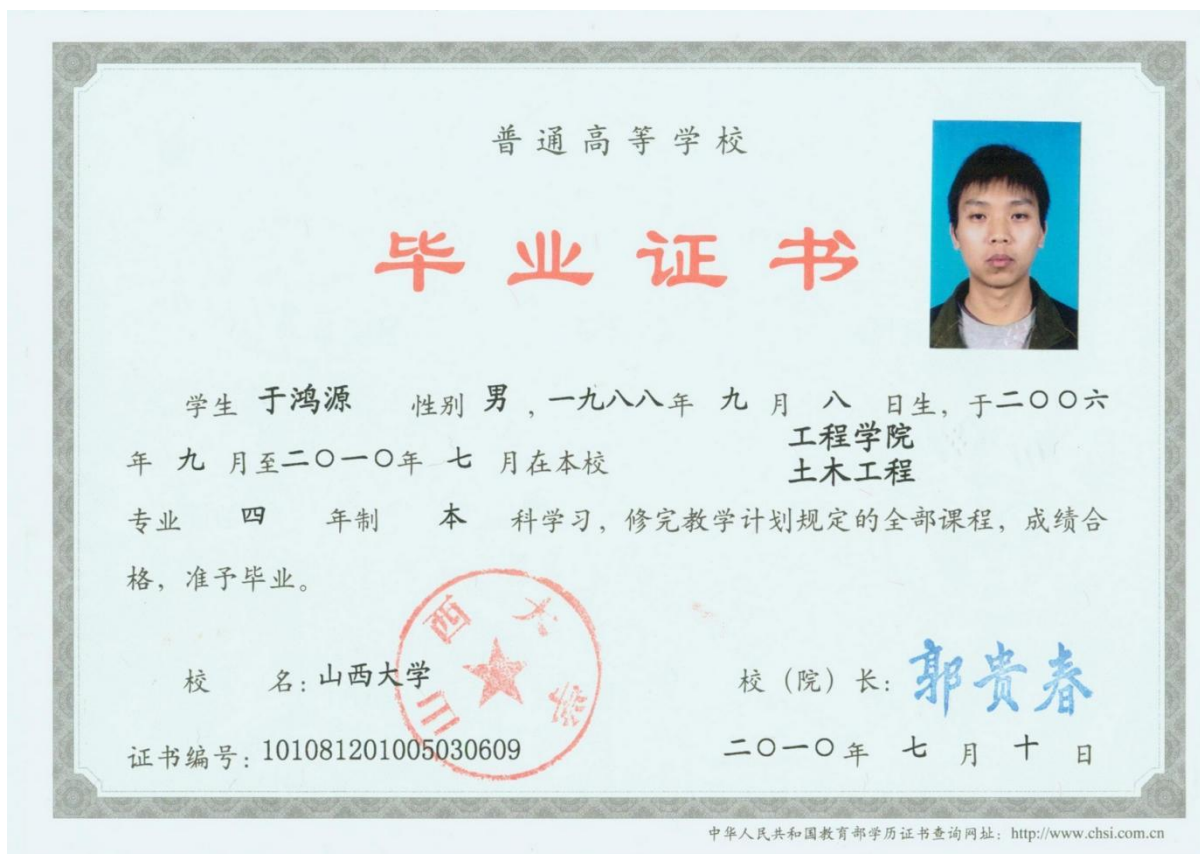 普通高等学校
毕业证书
学生 于鸿源 性别 男 ，一九八八年 九 月 八 日生，于二〇〇六
年 九 月至二〇一〇年 七 月在本校 工程学院
土木工程
专业 四 年制 本 科学习，修完教学计划规定的全部课程，成绩合
格，准予毕业。
山西大学
校 名：山西大学
校（院）长：郭贵春
证书编号：101081201005030609
二〇一〇年 七 月 十 日
中华人民共和国教育部学历证书查询网址：http://www.chsi.com.cn